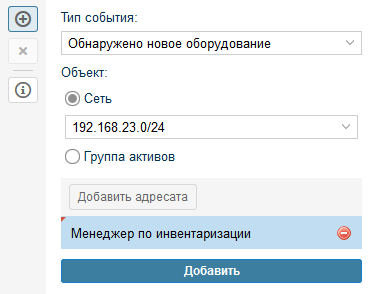 Тип события:
Обнаружено новое оборудование
Объект:
Сеть
192.168.23.0/24
Группа активов
Добавить адресата
Менеджер по инвентаризации
Добавить